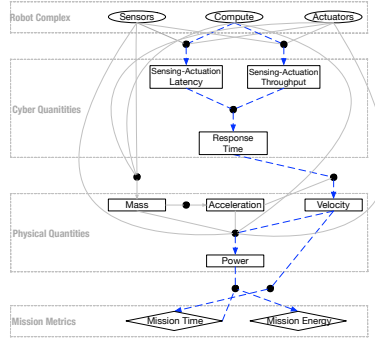 Robot Complex
Sensors
Compute
Actuators
Cyber Quanitities
Sensing-Actuation
Latency
Sensing-Actuation
Throughput
Response
Time
Physical Quantities
Mass
Acceleration
Velocity
Power
Mission Metrics
Mission Time
Mission Energy